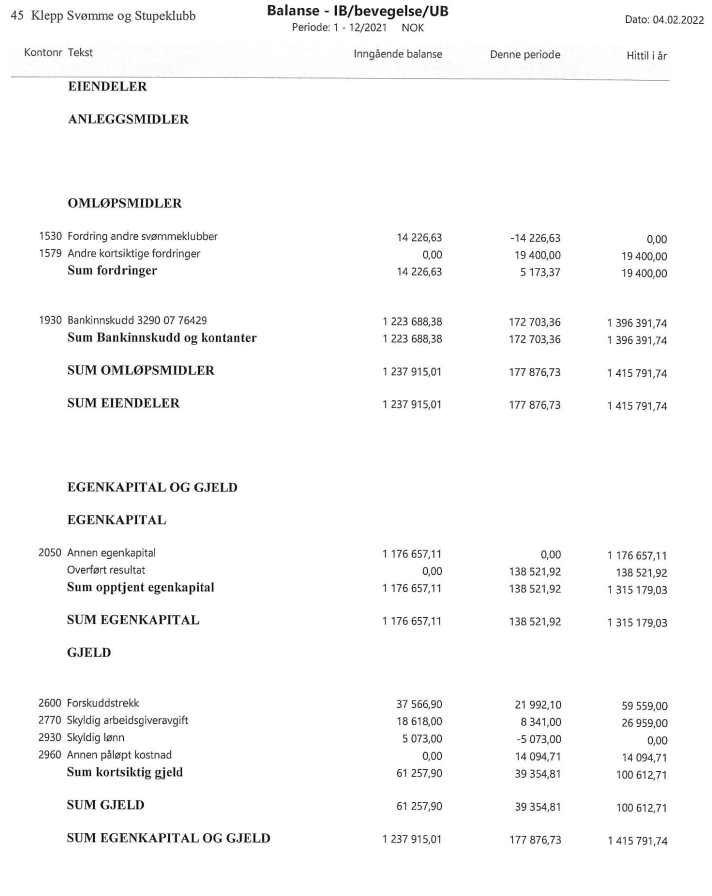 45 Klepp Svømme og Stupeklubb Balanse - IB/bevegelse/UB Dato: 04.02.2022
Periode: 1 - 12/2021 NOK
Kontonr Tekst Inngående balanse Denne periode Hittil i år
EIENDELER
ANLEGGSMIDLER
OMLØPSMIDLER
1530 Fordring andre svømmeklubber 14 226,63 -14 226,63 0,00
1579 Andre kortsiktige fordringer 0,00 19 400,00 19 400,00
Sum fordringer 14 226,63 5 173,37 19 400,00
1930 Bankinnskudd 3290 07 76429 1 223 688,38 172 703,36 1 396 391,74
Sum Bankinnskudd og kontanter 1 223 688,38 172 703,36 1 396 391,74
SUM OMLØPSMIDLER 1 237 915,01 177 876,73 1 415 791,74
SUM EIENDELER 1 237 915,01 177 876,73 1 415 791,74
EGENKAPITAL OG GJELD
EGENKAPITAL
2050 Annen egenkapital 1 176 657,11 0,00 1 176 657,11
Overført resultat 0,00 138 521,92 138 521,92
Sum opptjent egenkapital 1 176 657,11 138 521,92 1 315 179,03
SUM EGENKAPITAL 1 176 657,11 138 521,92 1 315 179,03
GJELD
2600 Forskuddstrekk 37 566,90 21 992,10 59 559,00
2770 Skyldig arbeidsgiveravgift 18 618,00 8 341,00 26 959,00
2930 Skyldig lønn 5 073,00 -5 073,00 0,00
2960 Annen påløpt kostnad 0,00 14 094,71 14 094,71
Sum kortsiktig gjeld 61 257,90 39 354,81 100 612,71
SUM GJELD 61 257,90 39 354,81 100 612,71
SUM EGENKAPITAL OG GJELD 1 237 915,01 177 876,73 1 415 791,74